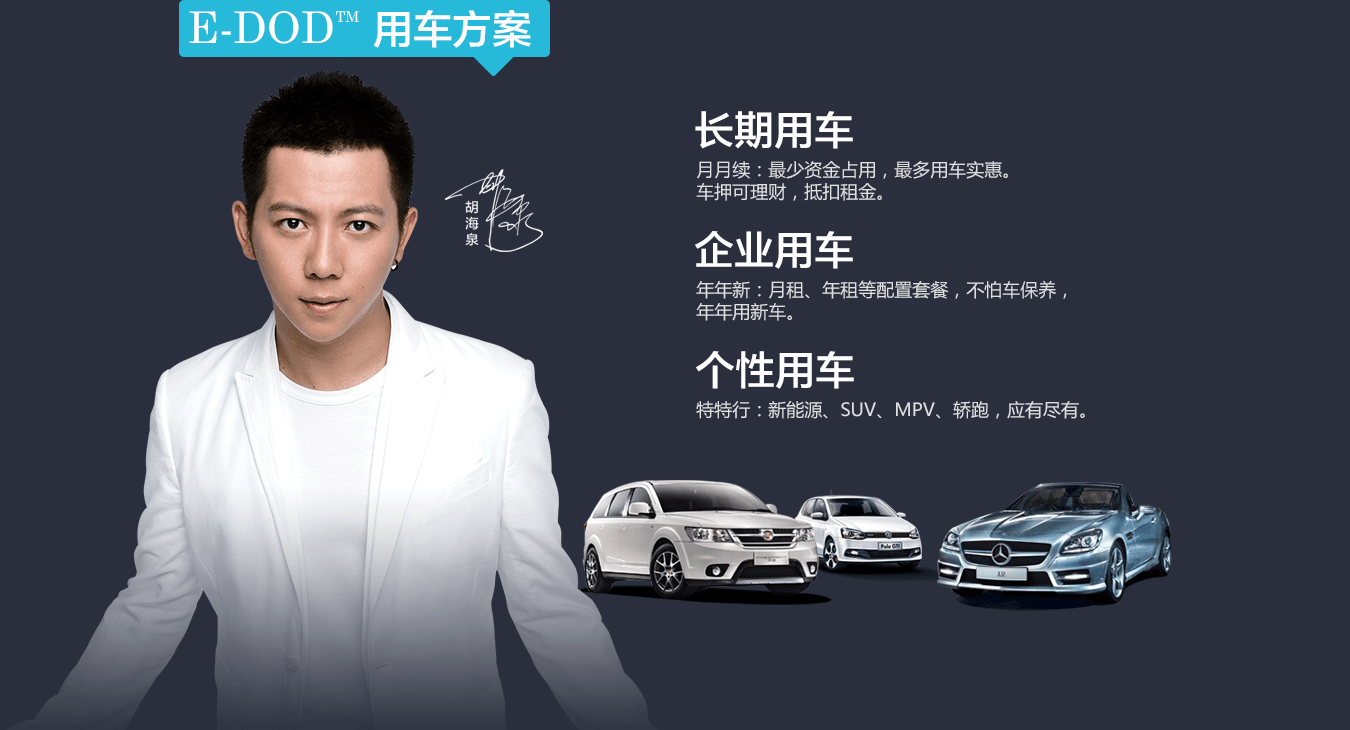 E-DOD™ 用车方案
胡海泉
长期用车
月月续：最少资金占用，最多用车实惠。
车押可理财，抵扣租金。
企业用车
年年新：月租、年租等配置套餐，不怕车保养，
年年用新车。
个性用车
特特行：新能源、SUV、MPV、轿跑，应有尽有。
Polo GTI